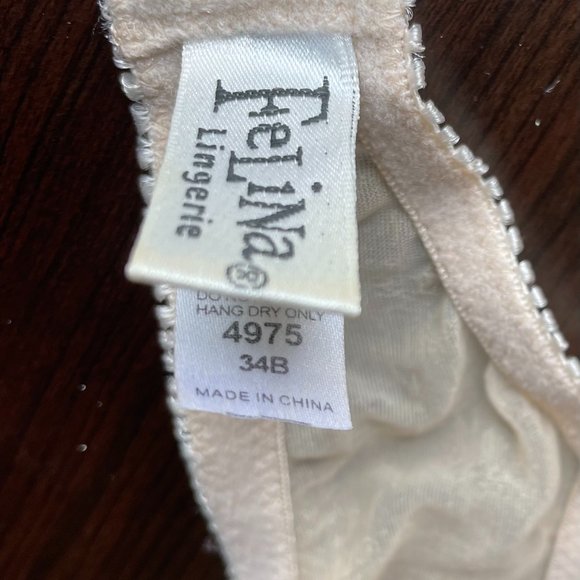 FeLiNa®
Lingerie
HANG DRY ONLY
4975
34B
MADE IN CHINA